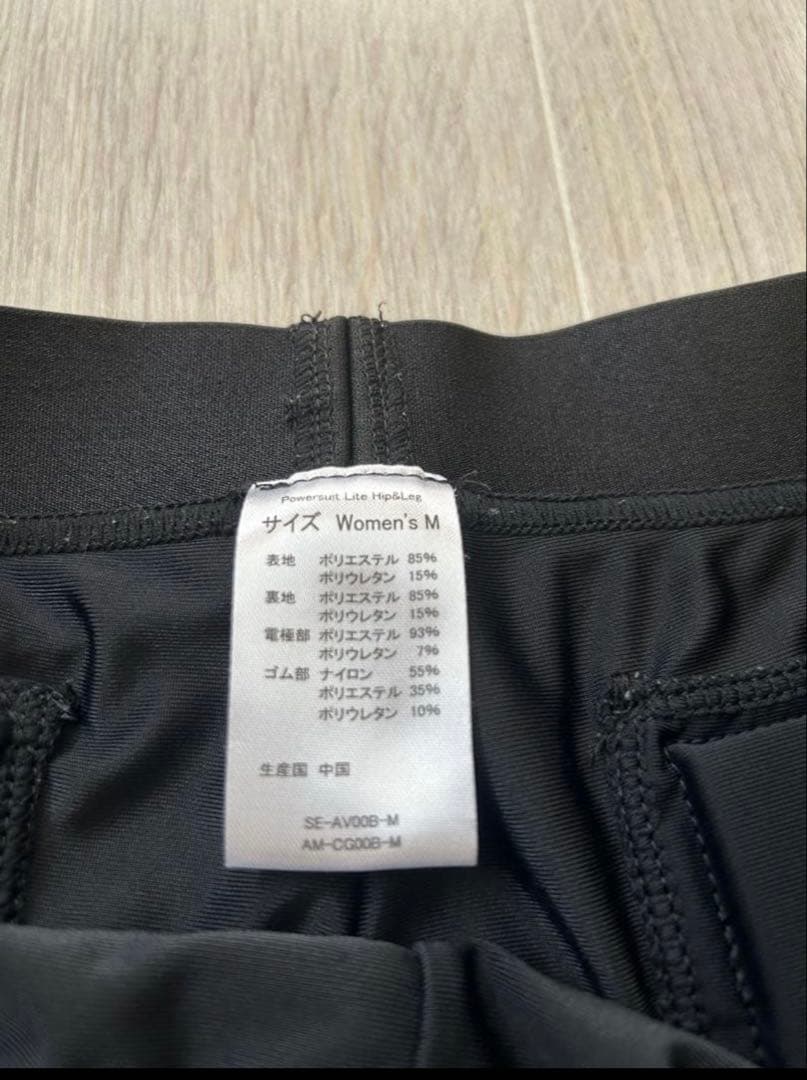 Powersuit Lite Hip&Leg
サイズ Women's M
表地 ポリエステル 85%
ポリウレタン 15%
裏地 ポリエステル 85%
ポリウレタン 15%
電極部 ポリエステル 93%
ポリウレタン 7%
ゴム部 ナイロン 55%
ポリエステル 35%
ポリウレタン 10%
生産国 中国
SE-AV00B-M
AM-CG00B-M